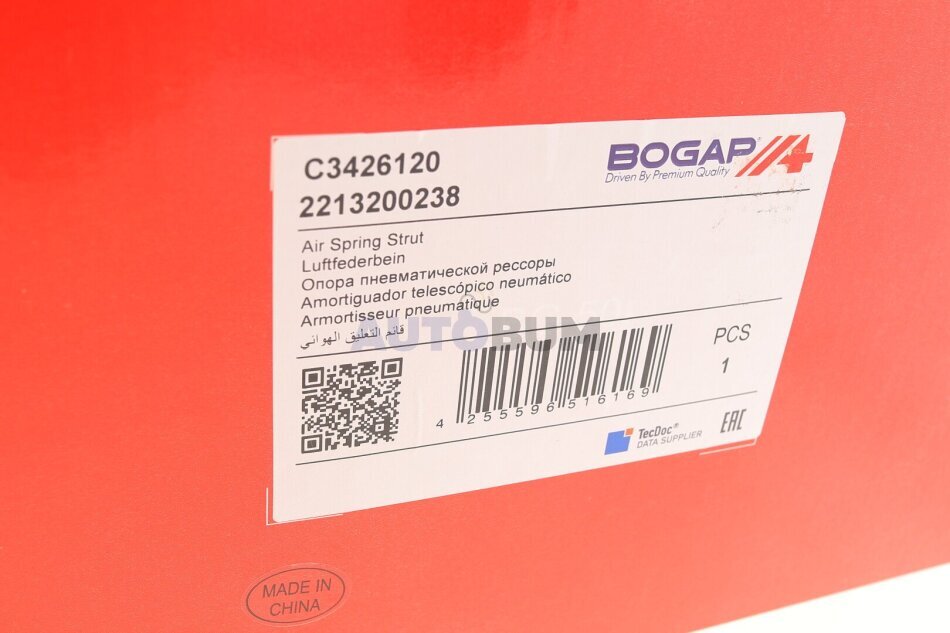 C3426120
2213200238
BOGAP
Driven By Premium Quality
Air Spring Strut
Luftfederbein
Опора пневматической рессоры
Amortiguador telescópico neumático
Armortisseur pneumatique
قائم التعليق الهوائي
AUTOBUM
4 255596 516169
PCS
1
TecDoc®
DATA SUPPLIER
EAC
MADE IN
CHINA